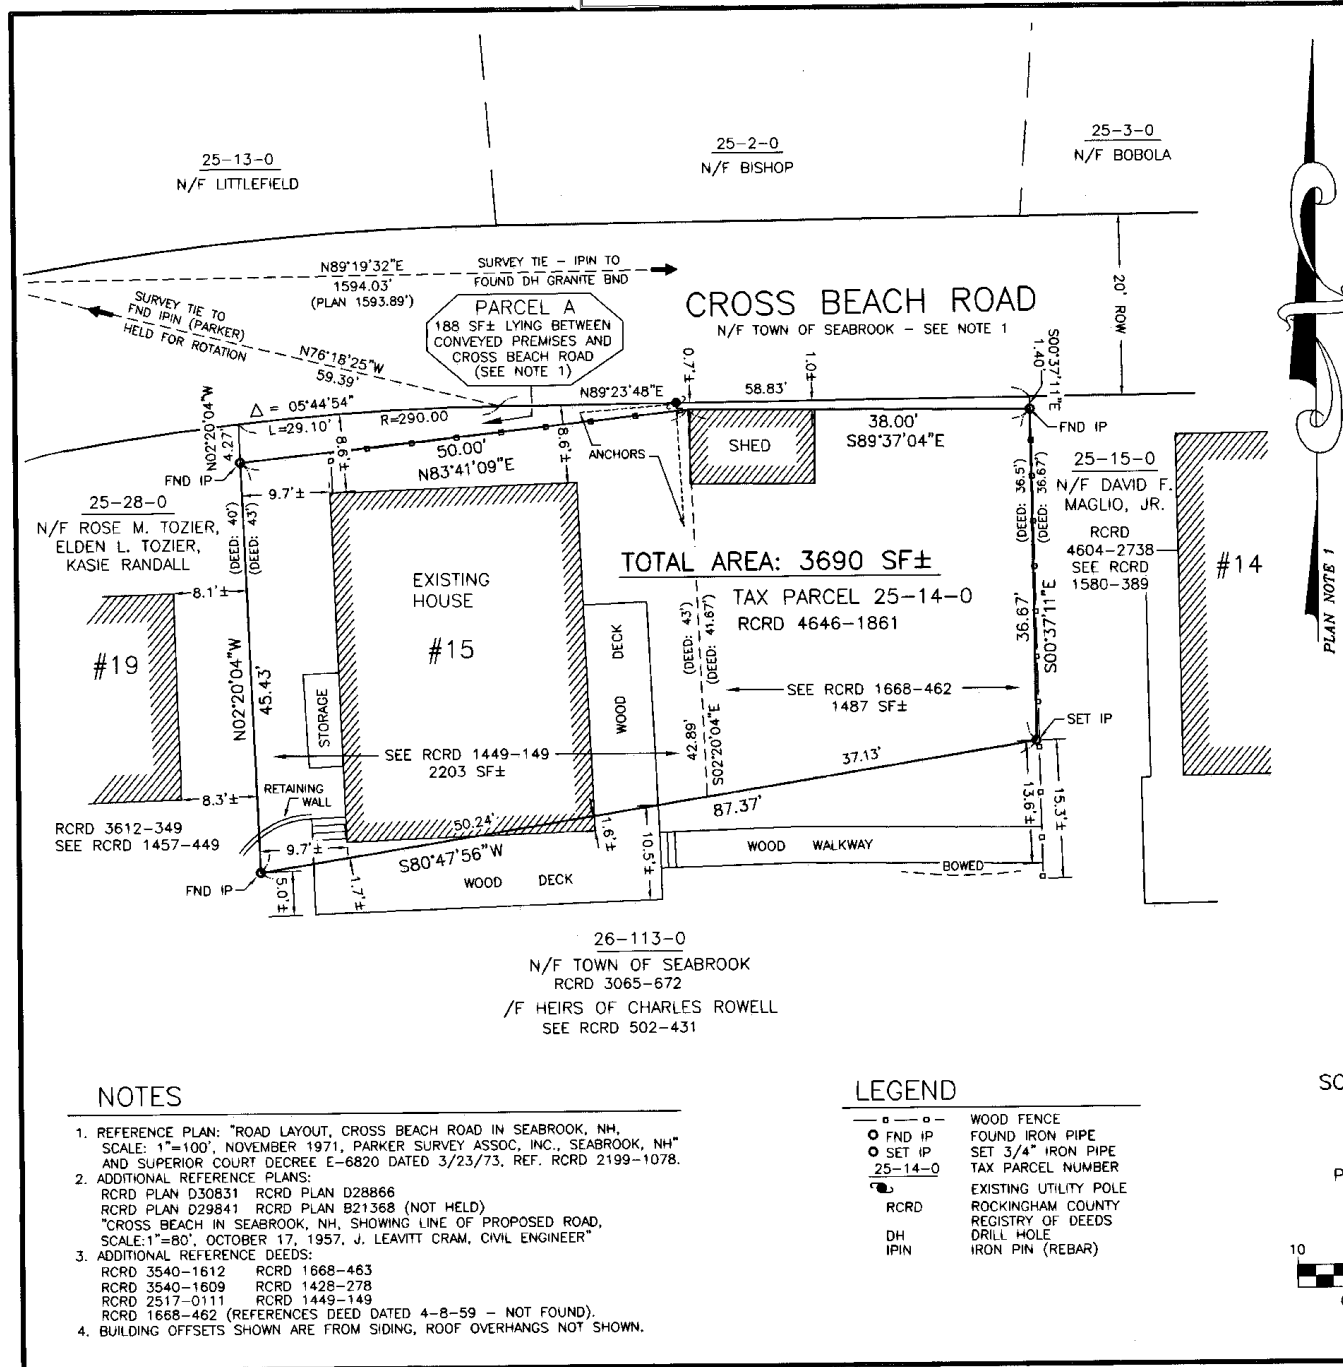 25-13-0
N/F LITTLEFIELD
25-2-0
N/F BISHOP
25-3-0
N/F BOBOLA
N89°19'32"E
1594.03'
(PLAN 1593.89')
SURVEY TIE - IPIN TO
FOUND DH GRANITE BND
SURVEY TIE TO
FND IPIN (PARKER)
HELD FOR ROTATION
N76°18'25"W
59.39'
PARCEL A
188 SF± LYING BETWEEN
CONVEYED PREMISES AND
CROSS BEACH ROAD
(SEE NOTE 1)
CROSS BEACH ROAD
N/F TOWN OF SEABROOK - SEE NOTE 1
20' ROW
S00°37'11"E
1.40'
N89°23'48"E
0.7'±
58.83'
1.0'±
Δ = 05°44'54"
L=29.10'
R=290.00
N02°20'04"W
4.27'
FND IP
8.6'±
50.00'
N83°41'09"E
8.6'±
ANCHORS
SHED
38.00'
S89°37'04"E
FND IP
9.7'±
25-28-0
N/F ROSE M. TOZIER,
ELDEN L. TOZIER,
KASIE RANDALL
(DEED: 40')
(DEED: 43')
8.1'±
#19
N02°20'04"W
45.43'
8.3'±
RCRD 3612-349
SEE RCRD 1457-449
EXISTING
HOUSE
#15
STORAGE
WOOD DECK
TOTAL AREA: 3690 SF±
TAX PARCEL 25-14-0
RCRD 4646-1861
(DEED: 43')
(DEED: 41.67')
42.89'
S02°20'04"E
(DEED: 36.5')
(DEED: 36.67')
36.67'
S00°37'11"E
25-15-0
N/F DAVID F.
MAGLIO, JR.
RCRD
4604-2738
SEE RCRD
1580-389
#14
PLAN NOTE 1
SEE RCRD 1668-462
1487 SF±
SEE RCRD 1449-149
2203 SF±
SET IP
37.13'
87.37'
RETAINING
WALL
9.7'±
50.24'
S80°47'56"W
1.6'±
10.5'±
13.6'±
15.3'±
WOOD WALKWAY
BOWED
FND IP
5.0'±
1.7'±
WOOD DECK
26-113-0
N/F TOWN OF SEABROOK
RCRD 3065-672
/F HEIRS OF CHARLES ROWELL
SEE RCRD 502-431
NOTES
1. REFERENCE PLAN: "ROAD LAYOUT, CROSS BEACH ROAD IN SEABROOK, NH,
SCALE: 1"=100', NOVEMBER 1971, PARKER SURVEY ASSOC, INC., SEABROOK, NH"
AND SUPERIOR COURT DECREE E-6820 DATED 3/23/73, REF. RCRD 2199-1078.
2. ADDITIONAL REFERENCE PLANS:
RCRD PLAN D30831 RCRD PLAN D28866
RCRD PLAN D29841 RCRD PLAN B21368 (NOT HELD)
"CROSS BEACH IN SEABROOK, NH, SHOWING LINE OF PROPOSED ROAD,
SCALE:1"=80', OCTOBER 17, 1957, J. LEAVITT CRAM, CIVIL ENGINEER"
3. ADDITIONAL REFERENCE DEEDS:
RCRD 3540-1612 RCRD 1668-463
RCRD 3540-1609 RCRD 1428-278
RCRD 2517-0111 RCRD 1449-149
RCRD 1668-462 (REFERENCES DEED DATED 4-8-59 - NOT FOUND).
4. BUILDING OFFSETS SHOWN ARE FROM SIDING, ROOF OVERHANGS NOT SHOWN.
LEGEND
WOOD FENCE
FND IP FOUND IRON PIPE
SET IP SET 3/4" IRON PIPE
25-14-0 TAX PARCEL NUMBER
EXISTING UTILITY POLE
RCRD ROCKINGHAM COUNTY
REGISTRY OF DEEDS
DH DRILL HOLE
IPIN IRON PIN (REBAR)
10